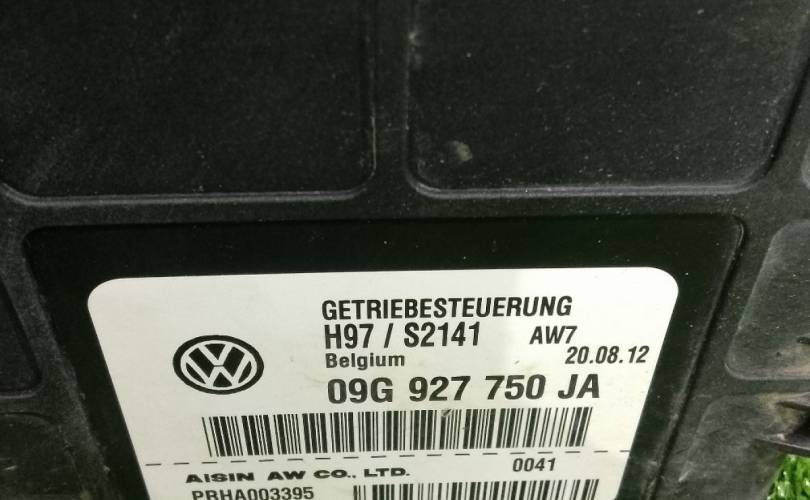 GETRIEBESTEUERUNG
H97 / S2141 AW7
Belgium 20.08.12
09G 927 750 JA
AISIN AW CO., LTD. 0041
PRHA003395